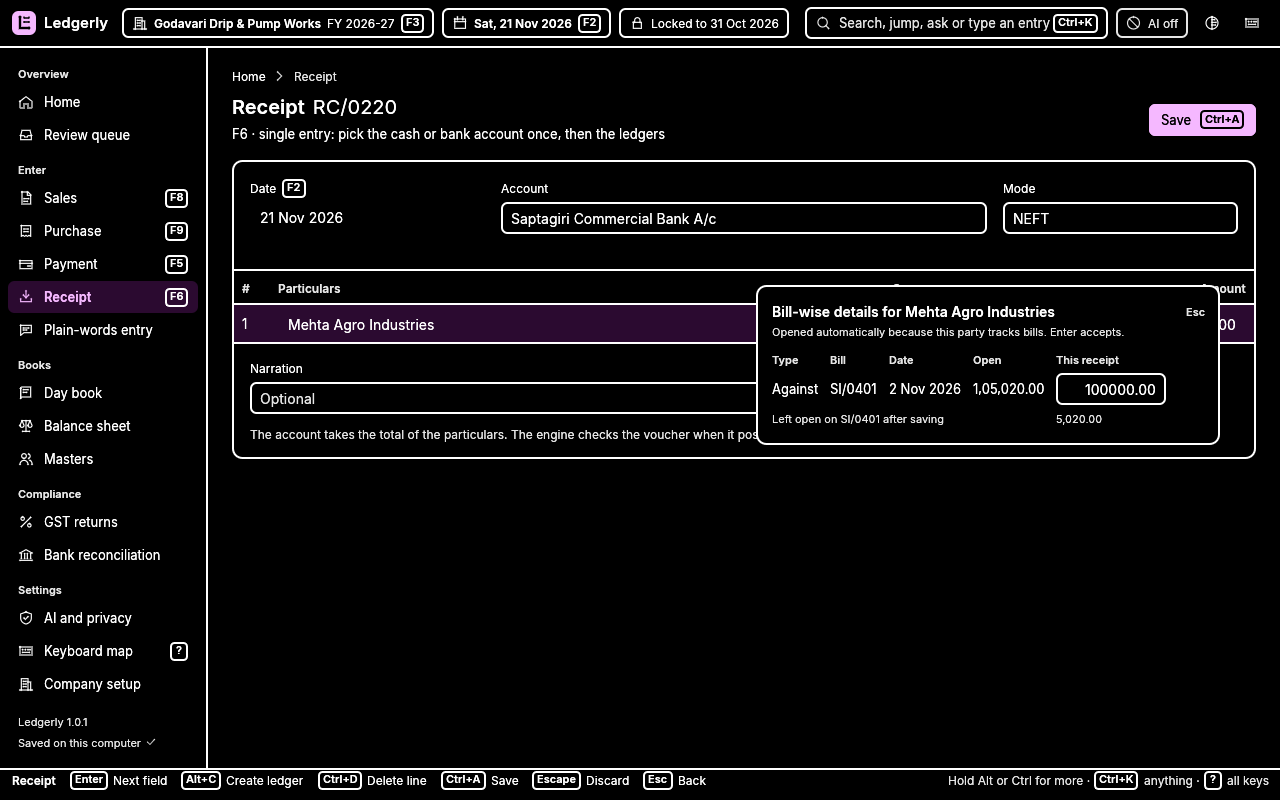 Ledgerly
Godavari Drip & Pump Works FY 2026-27 F3
Sat, 21 Nov 2026 F2
Locked to 31 Oct 2026
Search, jump, ask or type an entry Ctrl+K
AI off
Overview
Home
Review queue
Enter
Sales F8
Purchase F9
Payment F5
Receipt F6
Plain-words entry
Books
Day book
Balance sheet
Masters
Compliance
GST returns
Bank reconciliation
Settings
AI and privacy
Keyboard map ?
Company setup
Ledgerly 1.0.1
Saved on this computer
Home Receipt
Receipt RC/0220
F6 · single entry: pick the cash or bank account once, then the ledgers
Save Ctrl+A
Date F2 Account Mode
21 Nov 2026 Saptagiri Commercial Bank A/c NEFT
# Particulars
1 Mehta Agro Industries
Narration
Optional
The account takes the total of the particulars. The engine checks the voucher when it
Bill-wise details for Mehta Agro Industries Esc
Opened automatically because this party tracks bills. Enter accepts.
Type Bill Date Open This receipt
Against SI/0401 2 Nov 2026 1,05,020.00 100000.00
Left open on SI/0401 after saving 5,020.00
Receipt Enter Next field Alt+C Create ledger Ctrl+D Delete line Ctrl+A Save Escape Discard Esc Back
Hold Alt or Ctrl for more · Ctrl+K anything · ? all keys